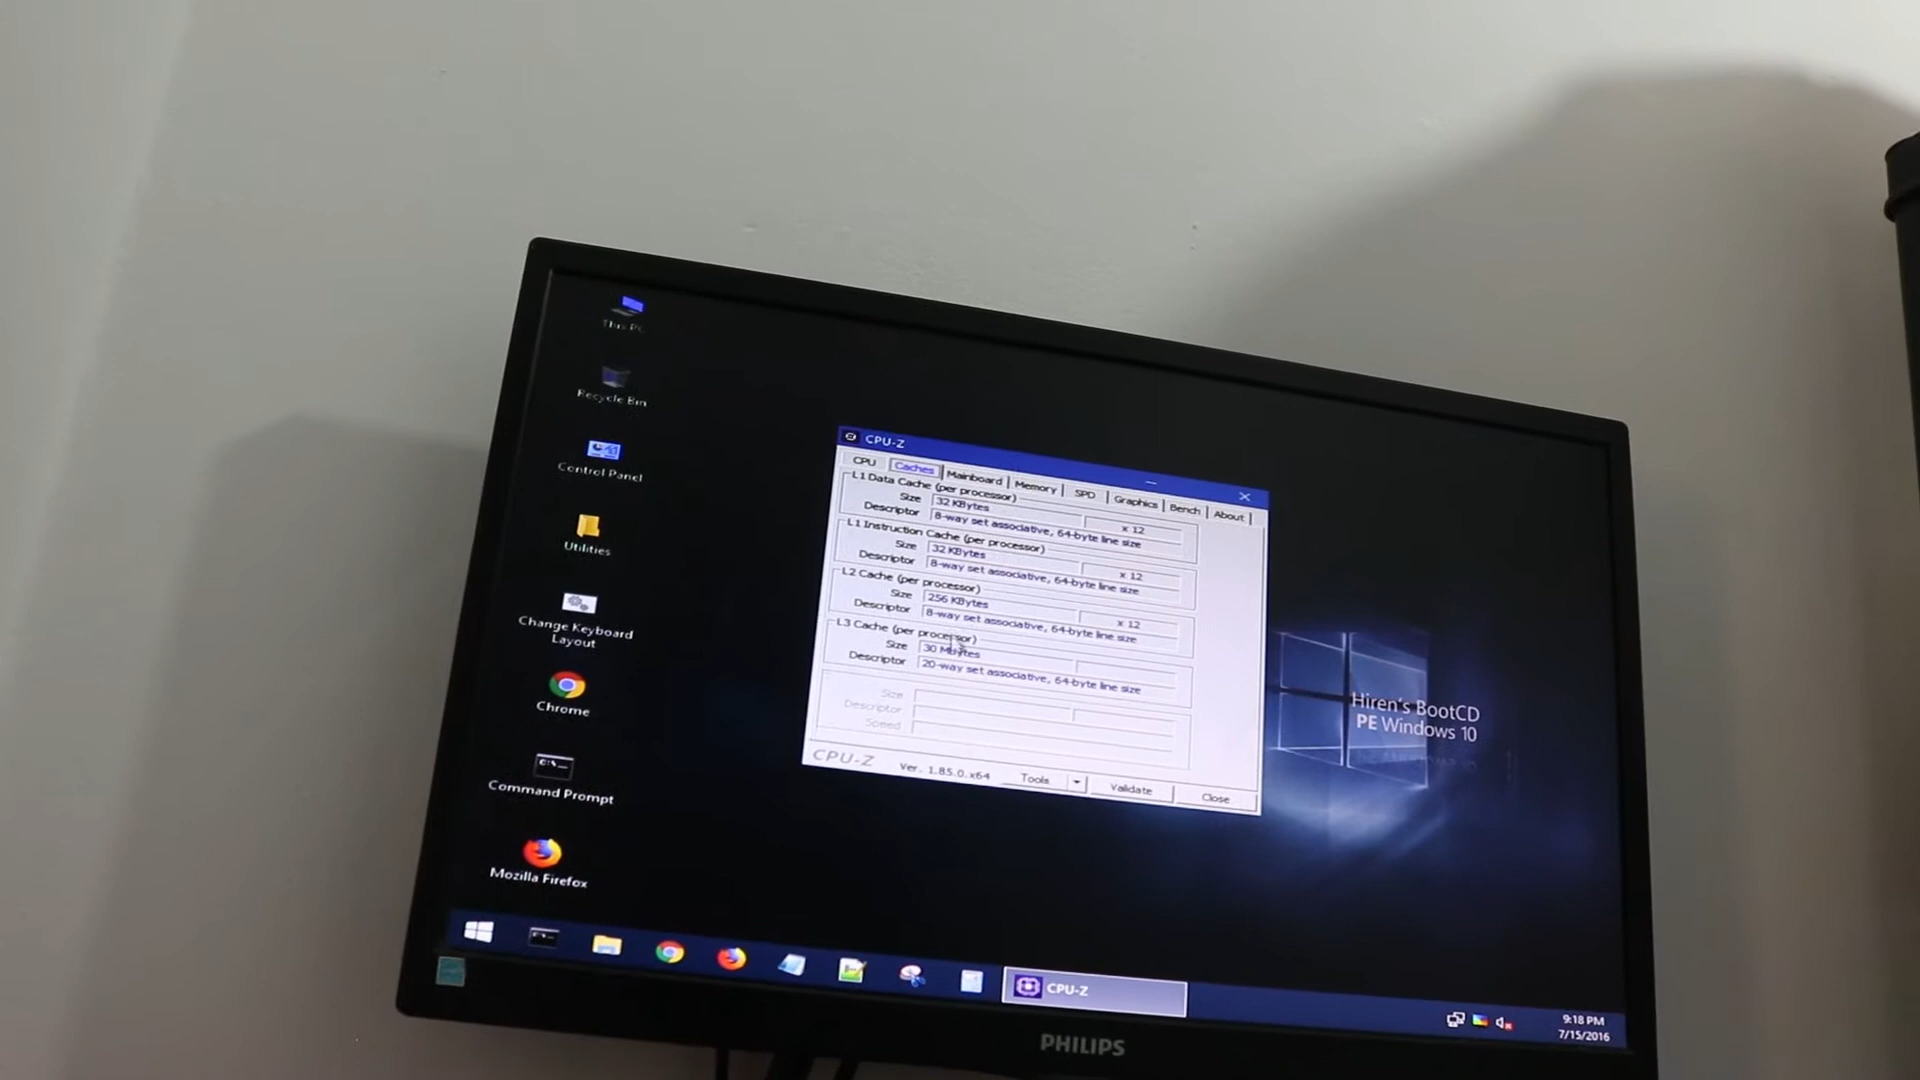 This PC
Recycle Bin
Control Panel
Utilities
Change Keyboard
Layout
Chrome
Command Prompt
Mozilla Firefox
CPU-Z
CPU
Caches
Mainboard
Memory
SPD
Graphics
Bench
About
L1 Data Cache (per processor)
Size 32 KBytes x 12
Descriptor 8-way set associative, 64-byte line size
L1 Instruction Cache (per processor)
Size 32 KBytes x 12
Descriptor 8-way set associative, 64-byte line size
L2 Cache (per processor)
Size 256 KBytes x 12
Descriptor 8-way set associative, 64-byte line size
L3 Cache (per processor)
Size 30 MBytes
Descriptor 20-way set associative, 64-byte line size
Size
Descriptor
Speed
CPU-Z Ver. 1.85.0.x64 Tools Validate Close
Hiren's BootCD
PE Windows 10
CPU-Z
9:18 PM
7/15/2016
PHILIPS